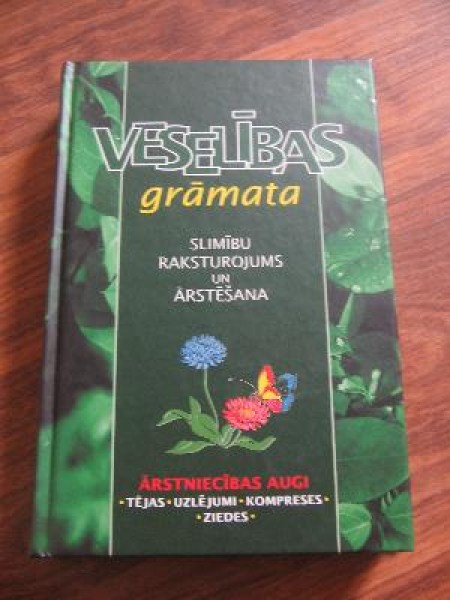 VESELĪBAS
grāmata
SLIMĪBU
RAKSTUROJUMS
UN
ĀRSTĒŠANA
ĀRSTNIECĪBAS AUGI
•TĒJAS•UZLĒJUMI•KOMPRESES•
•ZIEDES•